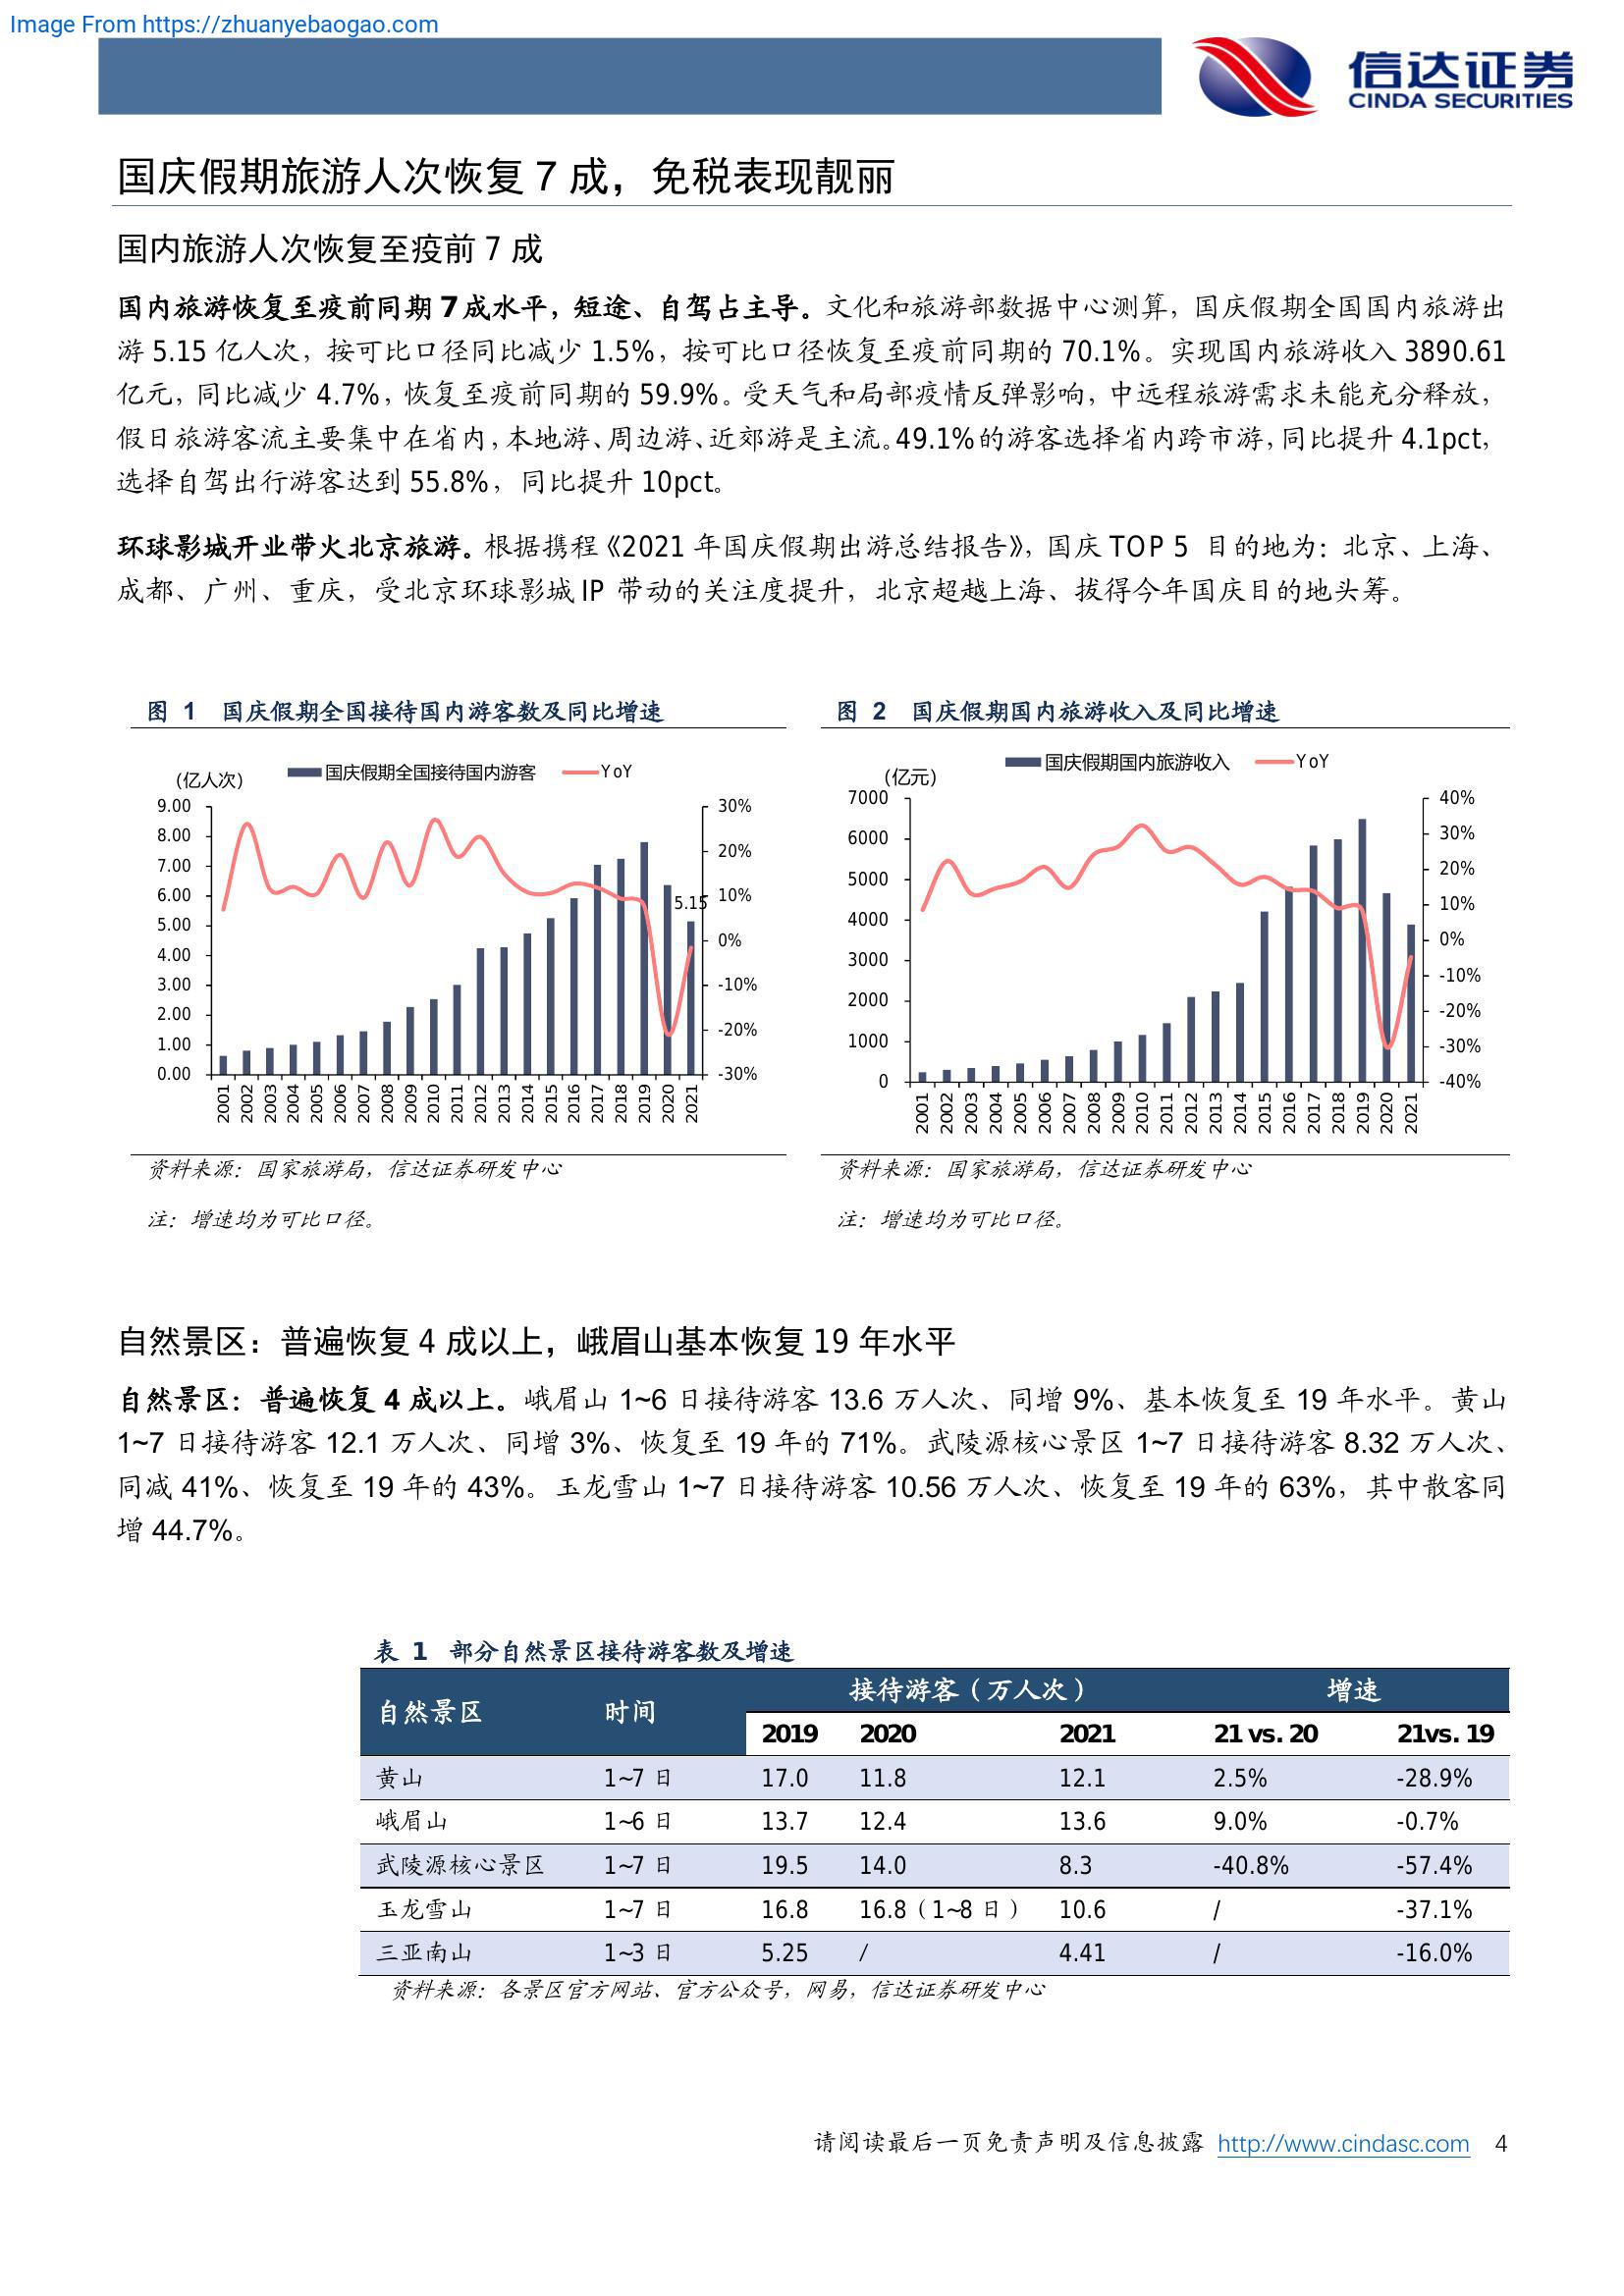 Image From https://zhuanyebaogao.com
信达证券
CINDA SECURITIES
国庆假期旅游人次恢复 7 成，免税表现靓丽
国内旅游人次恢复至疫前 7 成
国内旅游恢复至疫前同期 7 成水平，短途、自驾占主导。文化和旅游部数据中心测算，国庆假期全国国内旅游出
游 5.15 亿人次，按可比口径同比减少 1.5%，按可比口径恢复至疫前同期的 70.1%。实现国内旅游收入 3890.61
亿元，同比减少 4.7%，恢复至疫前同期的 59.9%。受天气和局部疫情反弹影响，中远程旅游需求未能充分释放，
假日旅游客流主要集中在省内，本地游、周边游、近郊游是主流。49.1%的游客选择省内跨市游，同比提升 4.1pct，
选择自驾出行游客达到 55.8%，同比提升 10pct。
环球影城开业带火北京旅游。根据携程《2021 年国庆假期出游总结报告》，国庆 TOP 5 目的地为：北京、上海、
成都、广州、重庆，受北京环球影城 IP 带动的关注度提升，北京超越上海、拔得今年国庆目的地头筹。
图 1 国庆假期全国接待国内游客数及同比增速
(亿人次) 国庆假期全国接待国内游客 YoY
9.00 30%
8.00
7.00 20%
6.00 10%
5.15
5.00
4.00 0%
3.00 -10%
2.00 -20%
1.00
0.00 -30%
2001 2002 2003 2004 2005 2006 2007 2008 2009 2010 2011 2012 2013 2014 2015 2016 2017 2018 2019 2020 2021
资料来源：国家旅游局，信达证券研发中心
注：增速均为可比口径。
图 2 国庆假期国内旅游收入及同比增速
国庆假期国内旅游收入 YoY
(亿元)
7000 40%
6000 30%
5000 20%
4000 10%
3000 0%
2000 -10%
1000 -20%
0 -30%
-40%
2001 2002 2003 2004 2005 2006 2007 2008 2009 2010 2011 2012 2013 2014 2015 2016 2017 2018 2019 2020 2021
资料来源：国家旅游局，信达证券研发中心
注：增速均为可比口径。
自然景区：普遍恢复 4 成以上，峨眉山基本恢复 19 年水平
自然景区：普遍恢复 4 成以上。峨眉山 1~6 日接待游客 13.6 万人次、同增 9%、基本恢复至 19 年水平。黄山
1~7 日接待游客 12.1 万人次、同增 3%、恢复至 19 年的 71%。武陵源核心景区 1~7 日接待游客 8.32 万人次、
同减 41%、恢复至 19 年的 43%。玉龙雪山 1~7 日接待游客 10.56 万人次、恢复至 19 年的 63%，其中散客同
增 44.7%。
表 1 部分自然景区接待游客数及增速
自然景区 时间 接待游客（万人次） 增速
2019 2020 2021 21 vs. 20 21vs. 19
黄山 1~7 日 17.0 11.8 12.1 2.5% -28.9%
峨眉山 1~6 日 13.7 12.4 13.6 9.0% -0.7%
武陵源核心景区 1~7 日 19.5 14.0 8.3 -40.8% -57.4%
玉龙雪山 1~7 日 16.8 16.8（1~8 日） 10.6 / -37.1%
三亚南山 1~3 日 5.25 / 4.41 / -16.0%
资料来源：各景区官方网站、官方公众号，网易，信达证券研发中心
请阅读最后一页免责声明及信息披露 http://www.cindasc.com 4